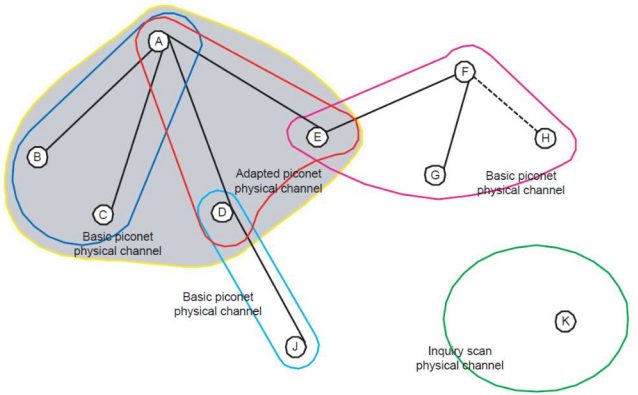 A
F
E
H
B
Adapted piconet
physical channel
G
Basic piconet
physical channel
C
D
Basic piconet
physical channel
Basic piconet
physical channel
K
J
Inquiry scan
physical channel